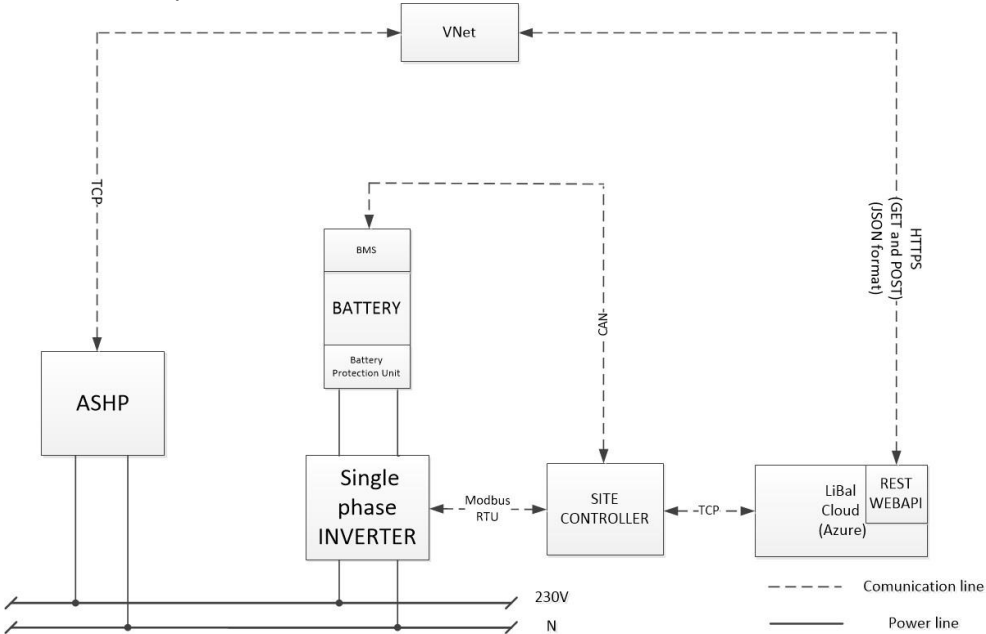 VNet
TCP
HTTPS
(GET and POST)
(JSON format)
BMS
BATTERY
Battery
Protection Unit
CAN
ASHP
Single
phase
INVERTER
Modbus
RTU
SITE
CONTROLLER
TCP
LiBal
Cloud
(Azure)
REST
WEBAPI
230V
N
Comunication line
Power line